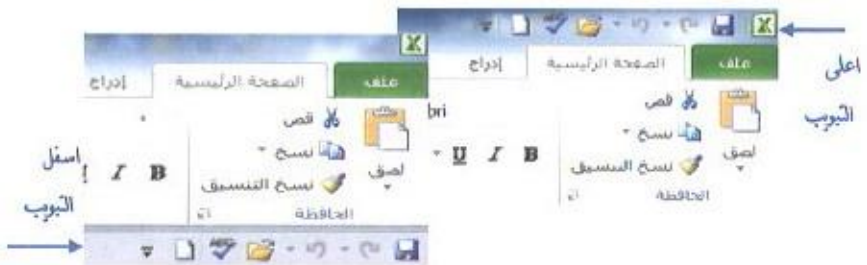 ملف الصفحة الرئيسية إدراج
قص
نسخ
نسخ التنسيق
لصق
الحافظة
bri
B I U
اعلى
التبويب
ملف الصفحة الرئيسية إدراج
قص
نسخ
نسخ التنسيق
لصق
الحافظة
B I
اسفل
التبويب